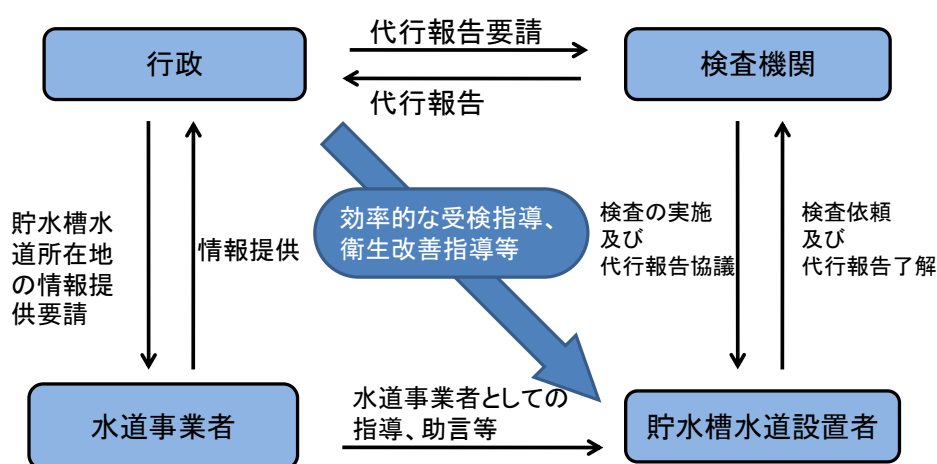 代行報告要請
行政
検査機関
代行報告
効率的な受検指導、
衛生改善指導等
貯水槽水
道所在地
の情報提
供要請
情報提供
検査の実施
及び
代行報告協議
検査依頼
及び
代行報告了解
水道事業者としての
指導、助言等
水道事業者
貯水槽水道設置者